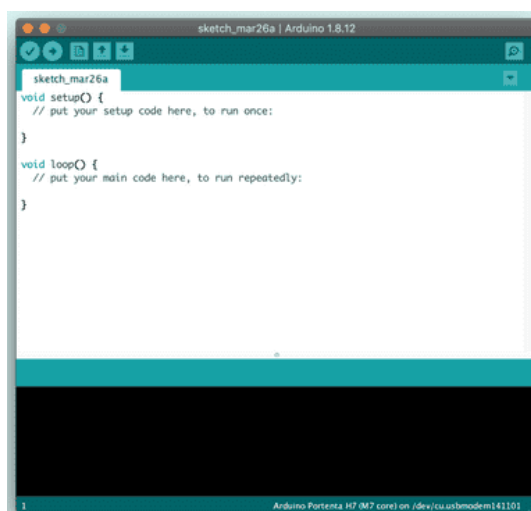 sketch_mar26a | Arduino 1.8.12
sketch_mar26a
void setup() {
  // put your setup code here, to run once:
}
void loop() {
  // put your main code here, to run repeatedly:
}
1
Arduino Portenta H7 (M7 core) on /dev/cu.usbmodem141101